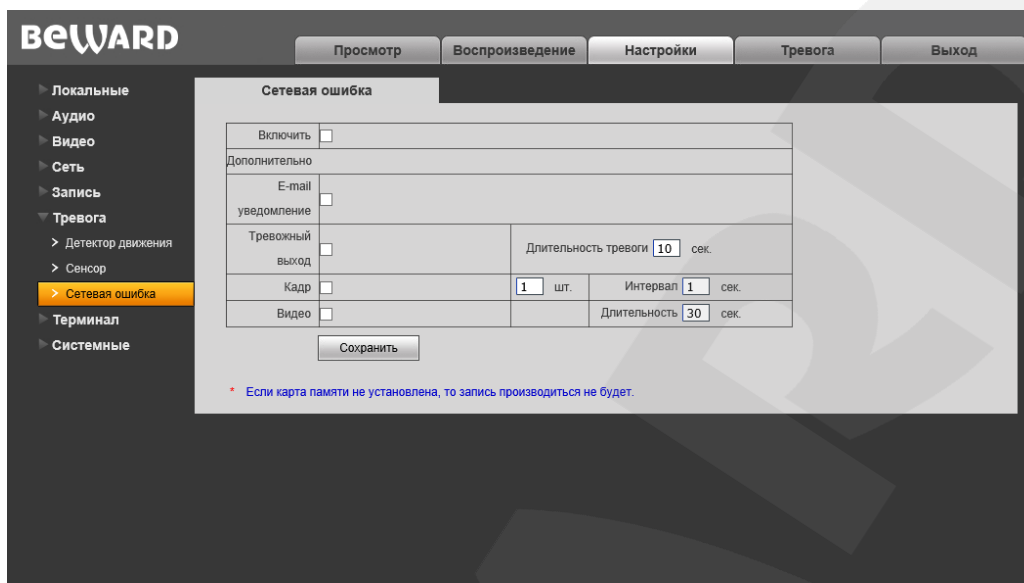 BEWARD
Просмотр
Воспроизведение
Настройки
Тревога
Выход
Локальные
Аудио
Видео
Сеть
Запись
Тревога
> Детектор движения
> Сенсор
> Сетевая ошибка
Терминал
Системные
Сетевая ошибка
Включить
Дополнительно
E-mail
уведомление
Тревожный
выход
Длительность тревоги 10 сек.
Кадр
1 шт.
Интервал 1 сек.
Видео
Длительность 30 сек.
Сохранить
* Если карта памяти не установлена, то запись производиться не будет.